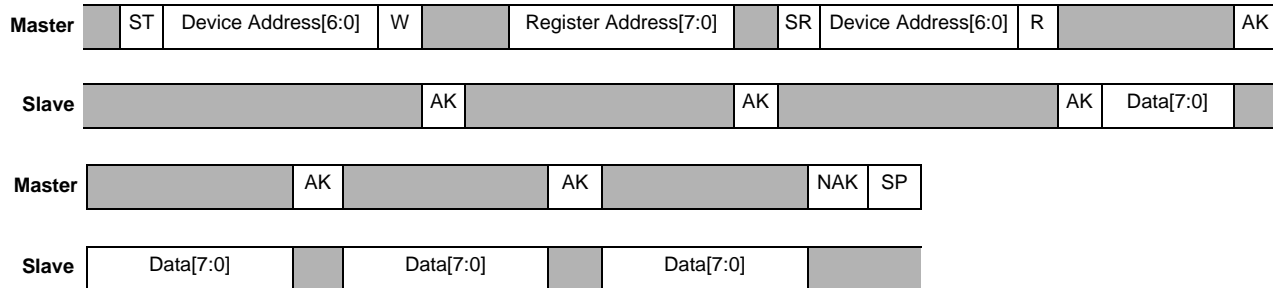 Master ST Device Address[6:0] W Register Address[7:0] SR Device Address[6:0] R AK
Slave AK AK AK Data[7:0]
Master AK AK NAK SP
Slave Data[7:0] Data[7:0] Data[7:0]